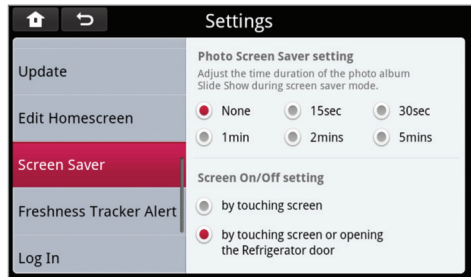 Settings
Update
Edit Homescreen
Screen Saver
Freshness Tracker Alert
Log In
Photo Screen Saver setting
Adjust the time duration of the photo album
Slide Show during screen saver mode.
None 15sec 30sec
1min 2mins 5mins
Screen On/Off setting
by touching screen
by touching screen or opening
the Refrigerator door